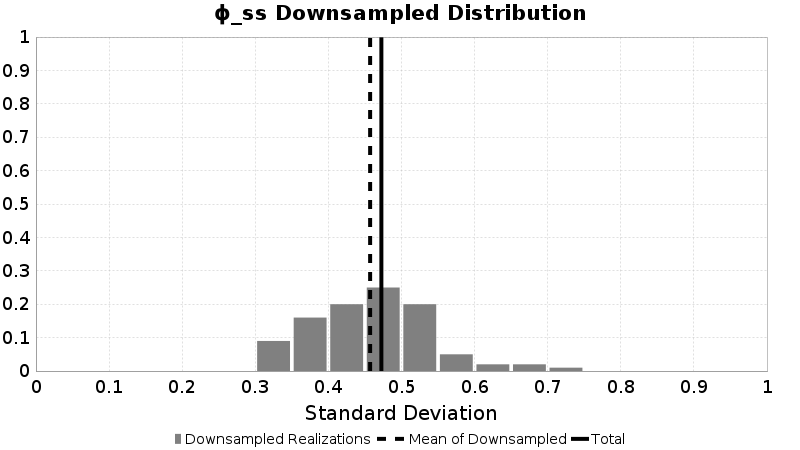 ϕ_ss Downsampled Distribution
1
0.9
0.8
0.7
0.6
0.5
0.4
0.3
0.2
0.1
0
0 0.1 0.2 0.3 0.4 0.5 0.6 0.7 0.8 0.9 1
Standard Deviation
Downsampled Realizations Mean of Downsampled Total